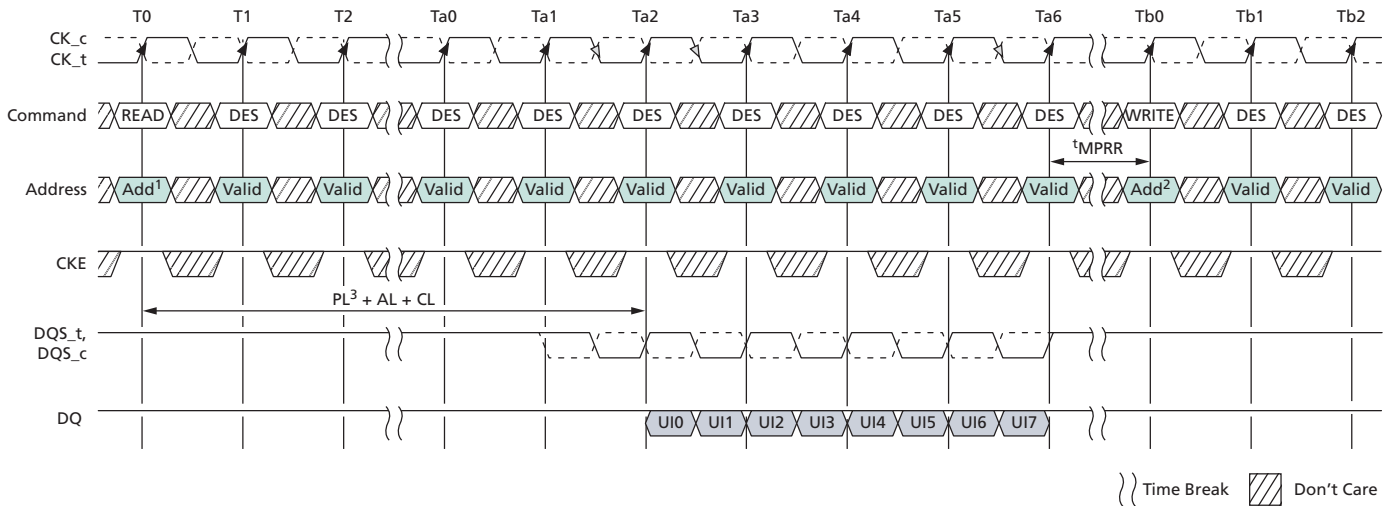 T0 T1 T2 Ta0 Ta1 Ta2 Ta3 Ta4 Ta5 Ta6 Tb0 Tb1 Tb2
CK_c
CK_t
Command READ DES DES DES DES DES DES DES DES DES WRITE DES DES
tMPRR
Address Add1 Valid Valid Valid Valid Valid Valid Valid Valid Valid Add2 Valid Valid
CKE
PL3 + AL + CL
DQS_t,
DQS_c
DQ UI0 UI1 UI2 UI3 UI4 UI5 UI6 UI7
Time Break Don't Care